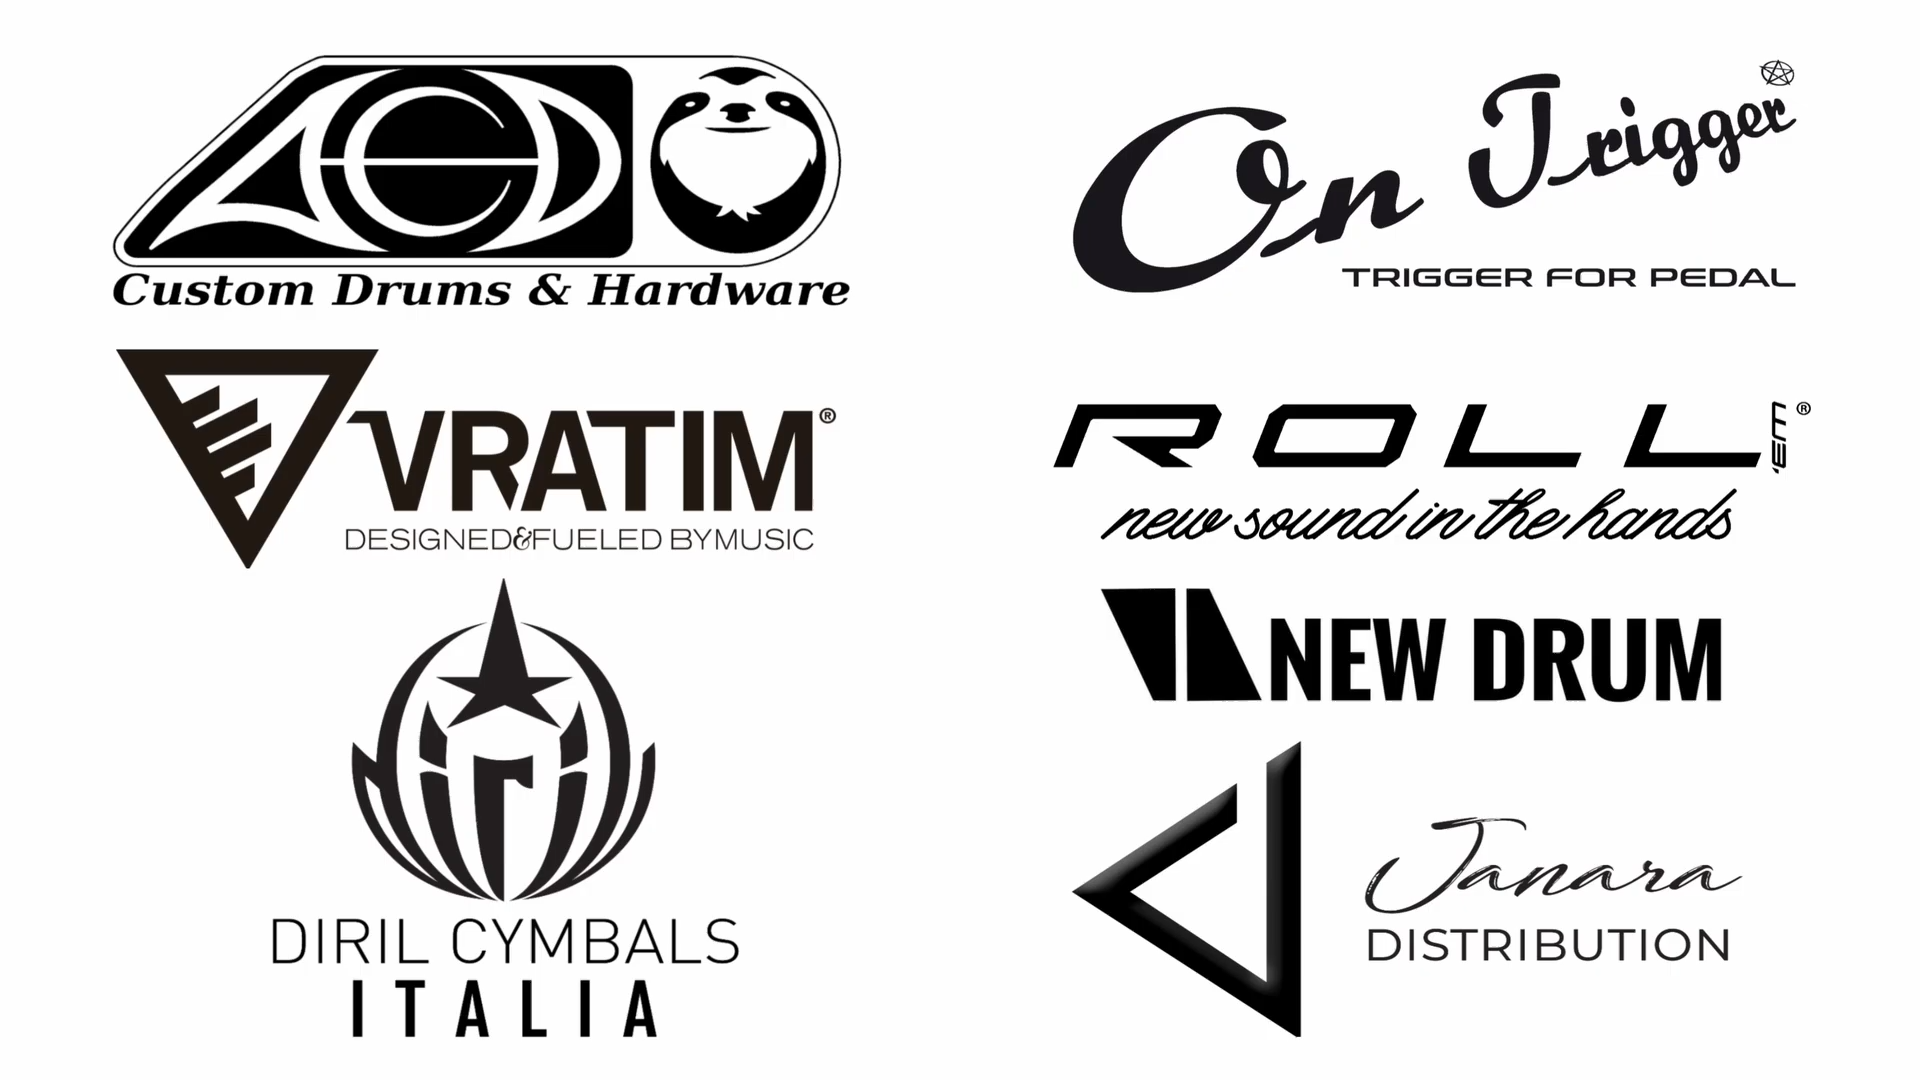 Custom Drums & Hardware
On Trigger
TRIGGER FOR PEDAL
VRATIM®
DESIGNED&FUELED BYMUSIC
ROLL 'EM®
new sound in the hands
NEW DRUM
DIRIL CYMBALS
ITALIA
Janara
DISTRIBUTION